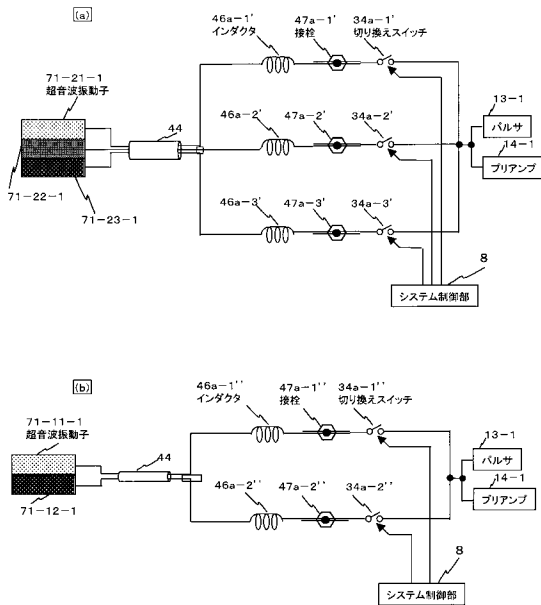 (a)
46a-1' 47a-1' 34a-1'
インダクタ 接栓 切り換えスイッチ
71-21-1
超音波振動子
44
46a-2' 47a-2' 34a-2'
13-1
パルサ
14-1
プリアンプ
71-22-1
71-23-1
46a-3' 47a-3' 34a-3'
8
システム制御部
(b)
46a-1'' 47a-1'' 34a-1''
インダクタ 接栓 切り換えスイッチ
71-11-1
超音波振動子
44
13-1
パルサ
14-1
プリアンプ
71-12-1
46a-2'' 47a-2'' 34a-2''
8
システム制御部